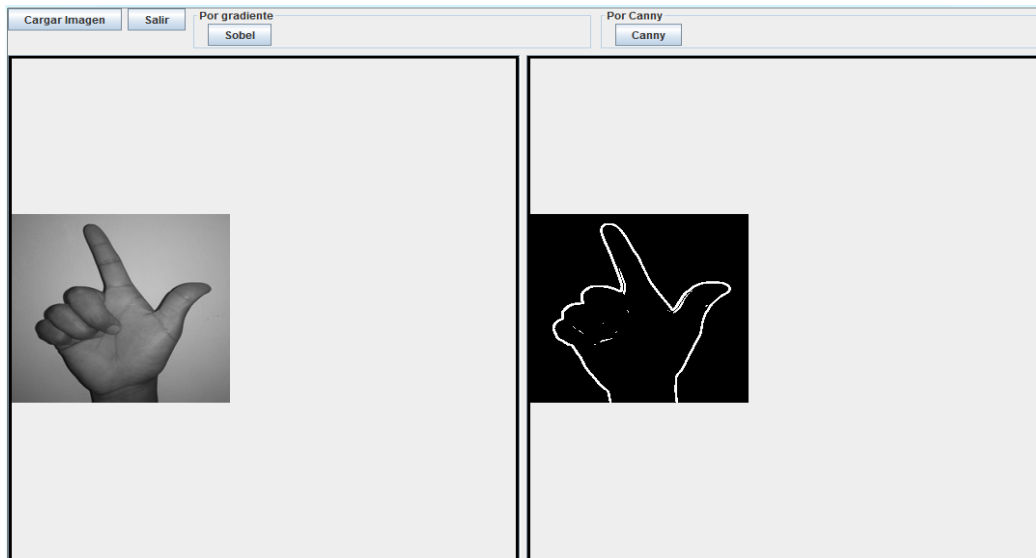 Cargar Imagen
Salir
Por gradiente
Sobel
Por Canny
Canny